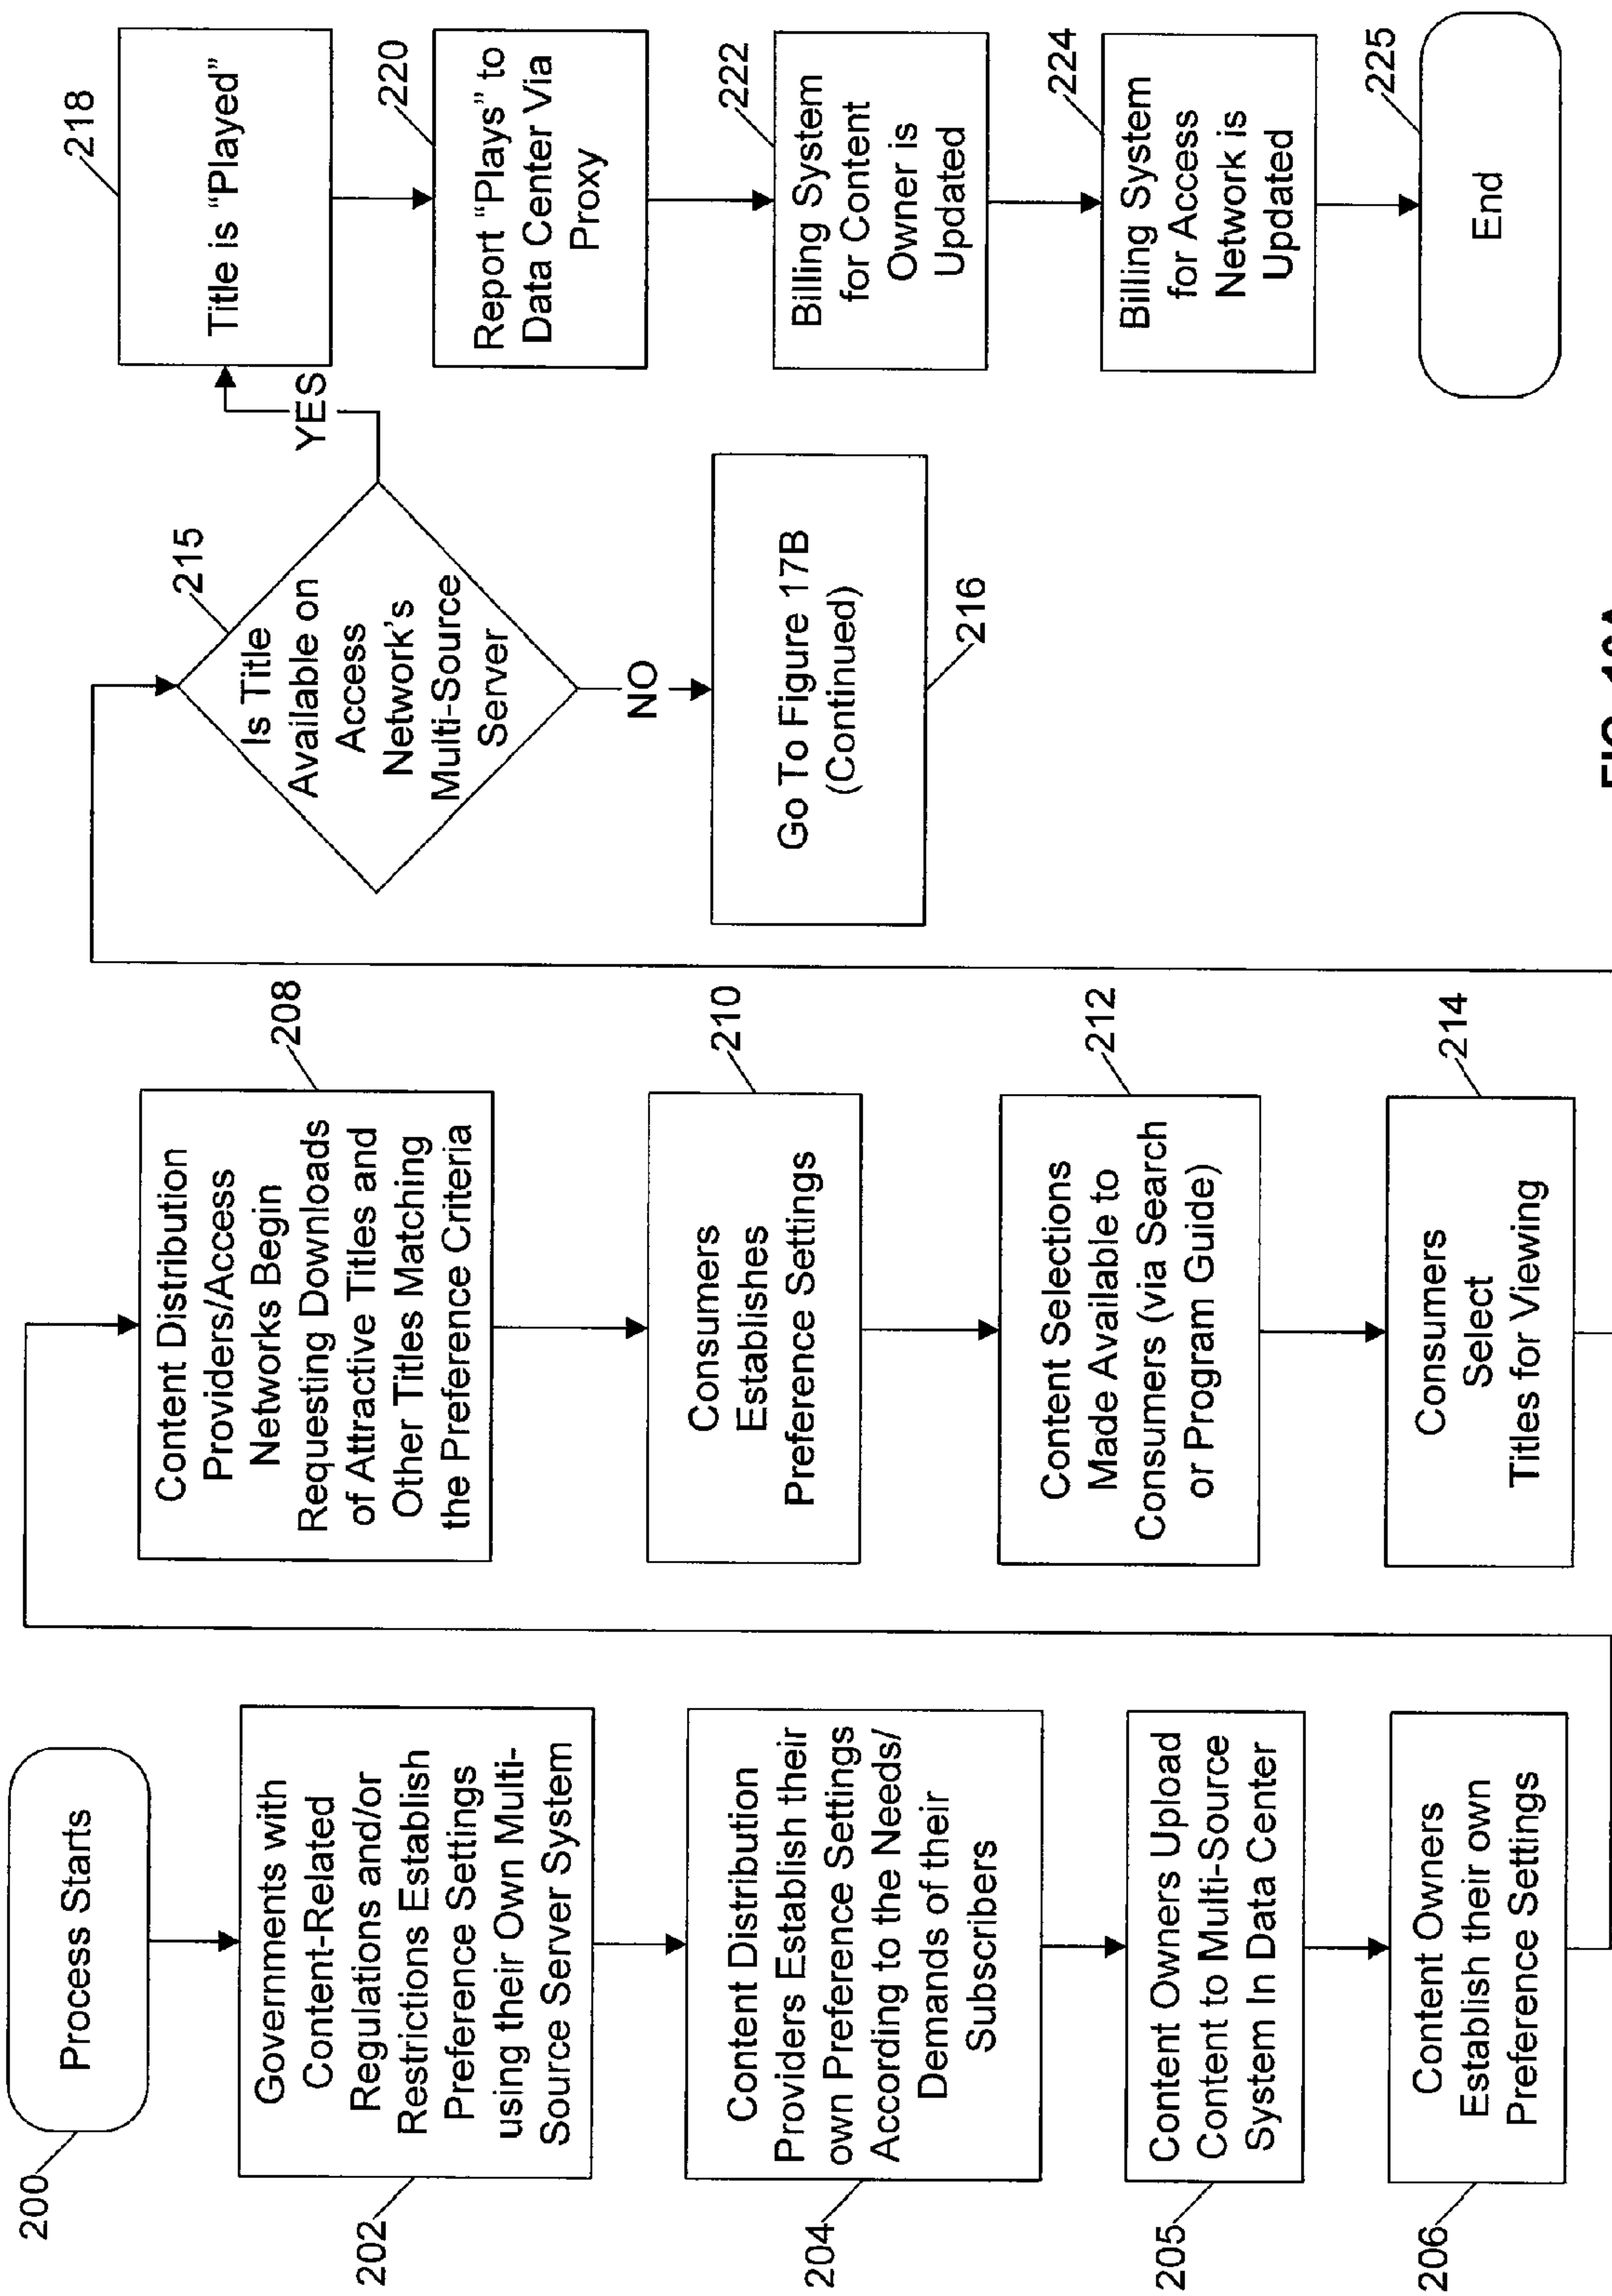 200
Process Starts
202
Governments with
Content-Related
Regulations and/or
Restrictions Establish
Preference Settings
using their Own Multi-
Source Server System
204
Content Distribution
Providers Establish their
own Preference Settings
According to the Needs/
Demands of their
Subscribers
205
Content Owners Upload
Content to Multi-Source
System In Data Center
206
Content Owners
Establish their own
Preference Settings
208
Content Distribution
Providers/Access
Networks Begin
Requesting Downloads
of Attractive Titles and
Other Titles Matching
the Preference Criteria
210
Consumers
Establishes
Preference Settings
212
Content Selections
Made Available to
Consumers (via Search
or Program Guide)
214
Consumers
Select
Titles for Viewing
215
Is Title
Available on
Access
Network's
Multi-Source
Server
YES
NO
Go To Figure 17B
(Continued)
216
218
Title is “Played”
220
Report “Plays” to
Data Center Via
Proxy
222
Billing System
for Content
Owner is
Updated
224
Billing System
for Access
Network is
Updated
225
End